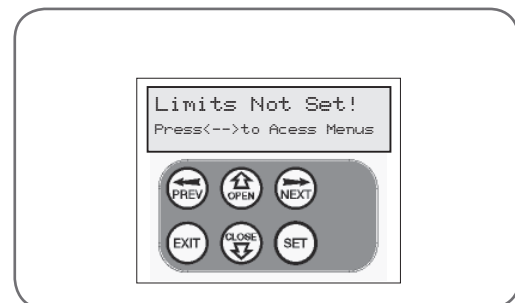 Limits Not Set!
Press<-->to Acess Menus
PREV OPEN NEXT
EXIT CLOSE SET